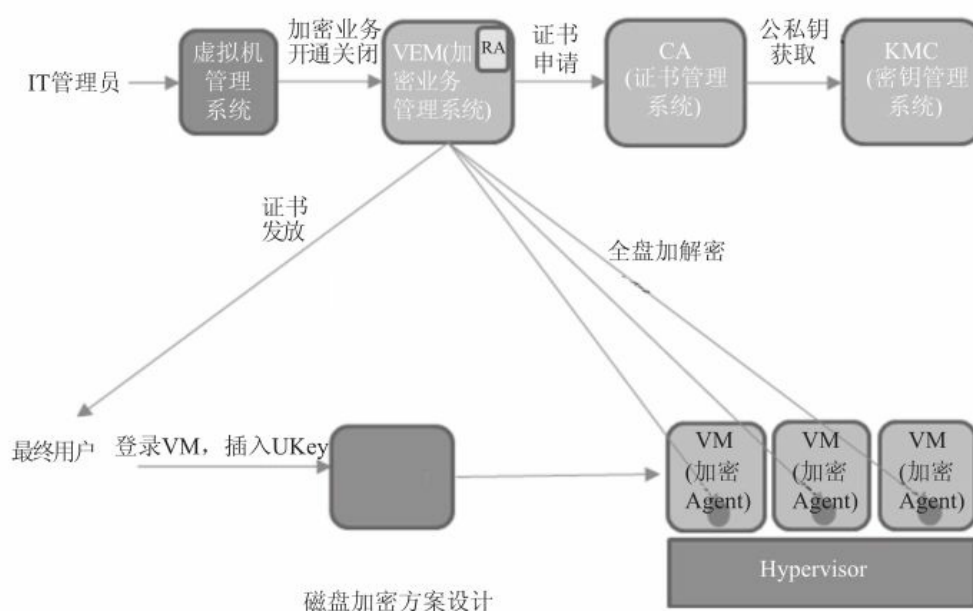 IT管理员
虚拟机
管理
系统
加密业务
开通关闭
VEM(加
密业务
管理系统)
RA
证书
申请
CA
(证书管理
系统)
公私钥
获取
KMC
(密钥管理
系统)
证书
发放
全盘加解密
最终用户
登录VM，插入UKey
VM
(加密
Agent)
VM
(加密
Agent)
VM
(加密
Agent)
Hypervisor
磁盘加密方案设计